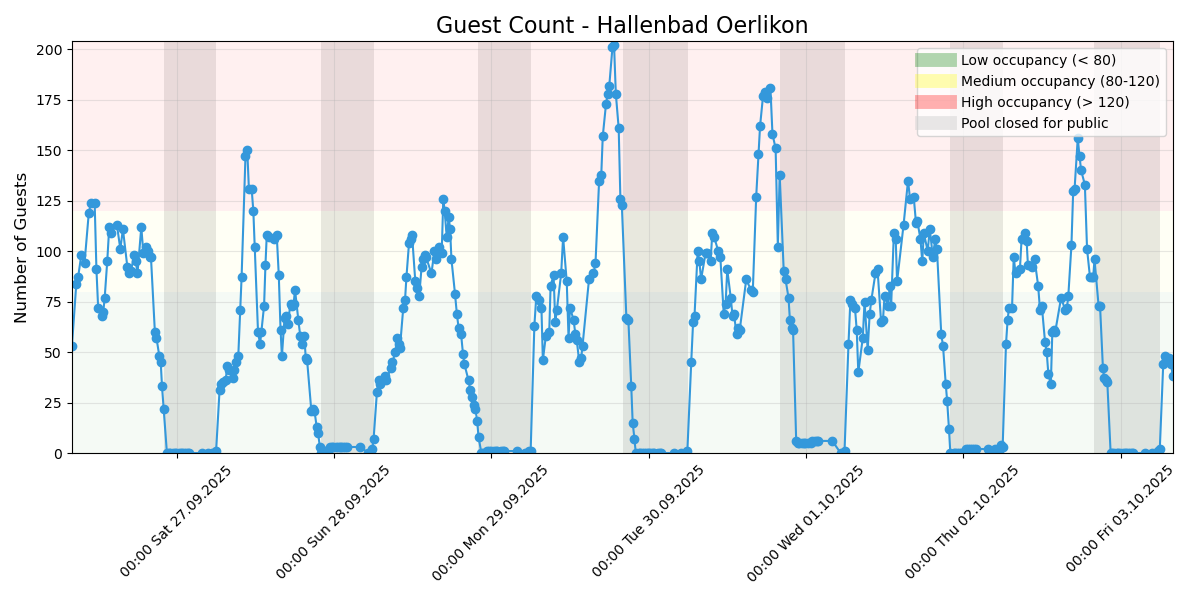 Guest Count - Hallenbad Oerlikon
Number of Guests
200
175
150
125
100
75
50
25
0
Low occupancy (< 80)
Medium occupancy (80-120)
High occupancy (> 120)
Pool closed for public
00:00 Sat 27.09.2025
00:00 Sun 28.09.2025
00:00 Mon 29.09.2025
00:00 Tue 30.09.2025
00:00 Wed 01.10.2025
00:00 Thu 02.10.2025
00:00 Fri 03.10.2025